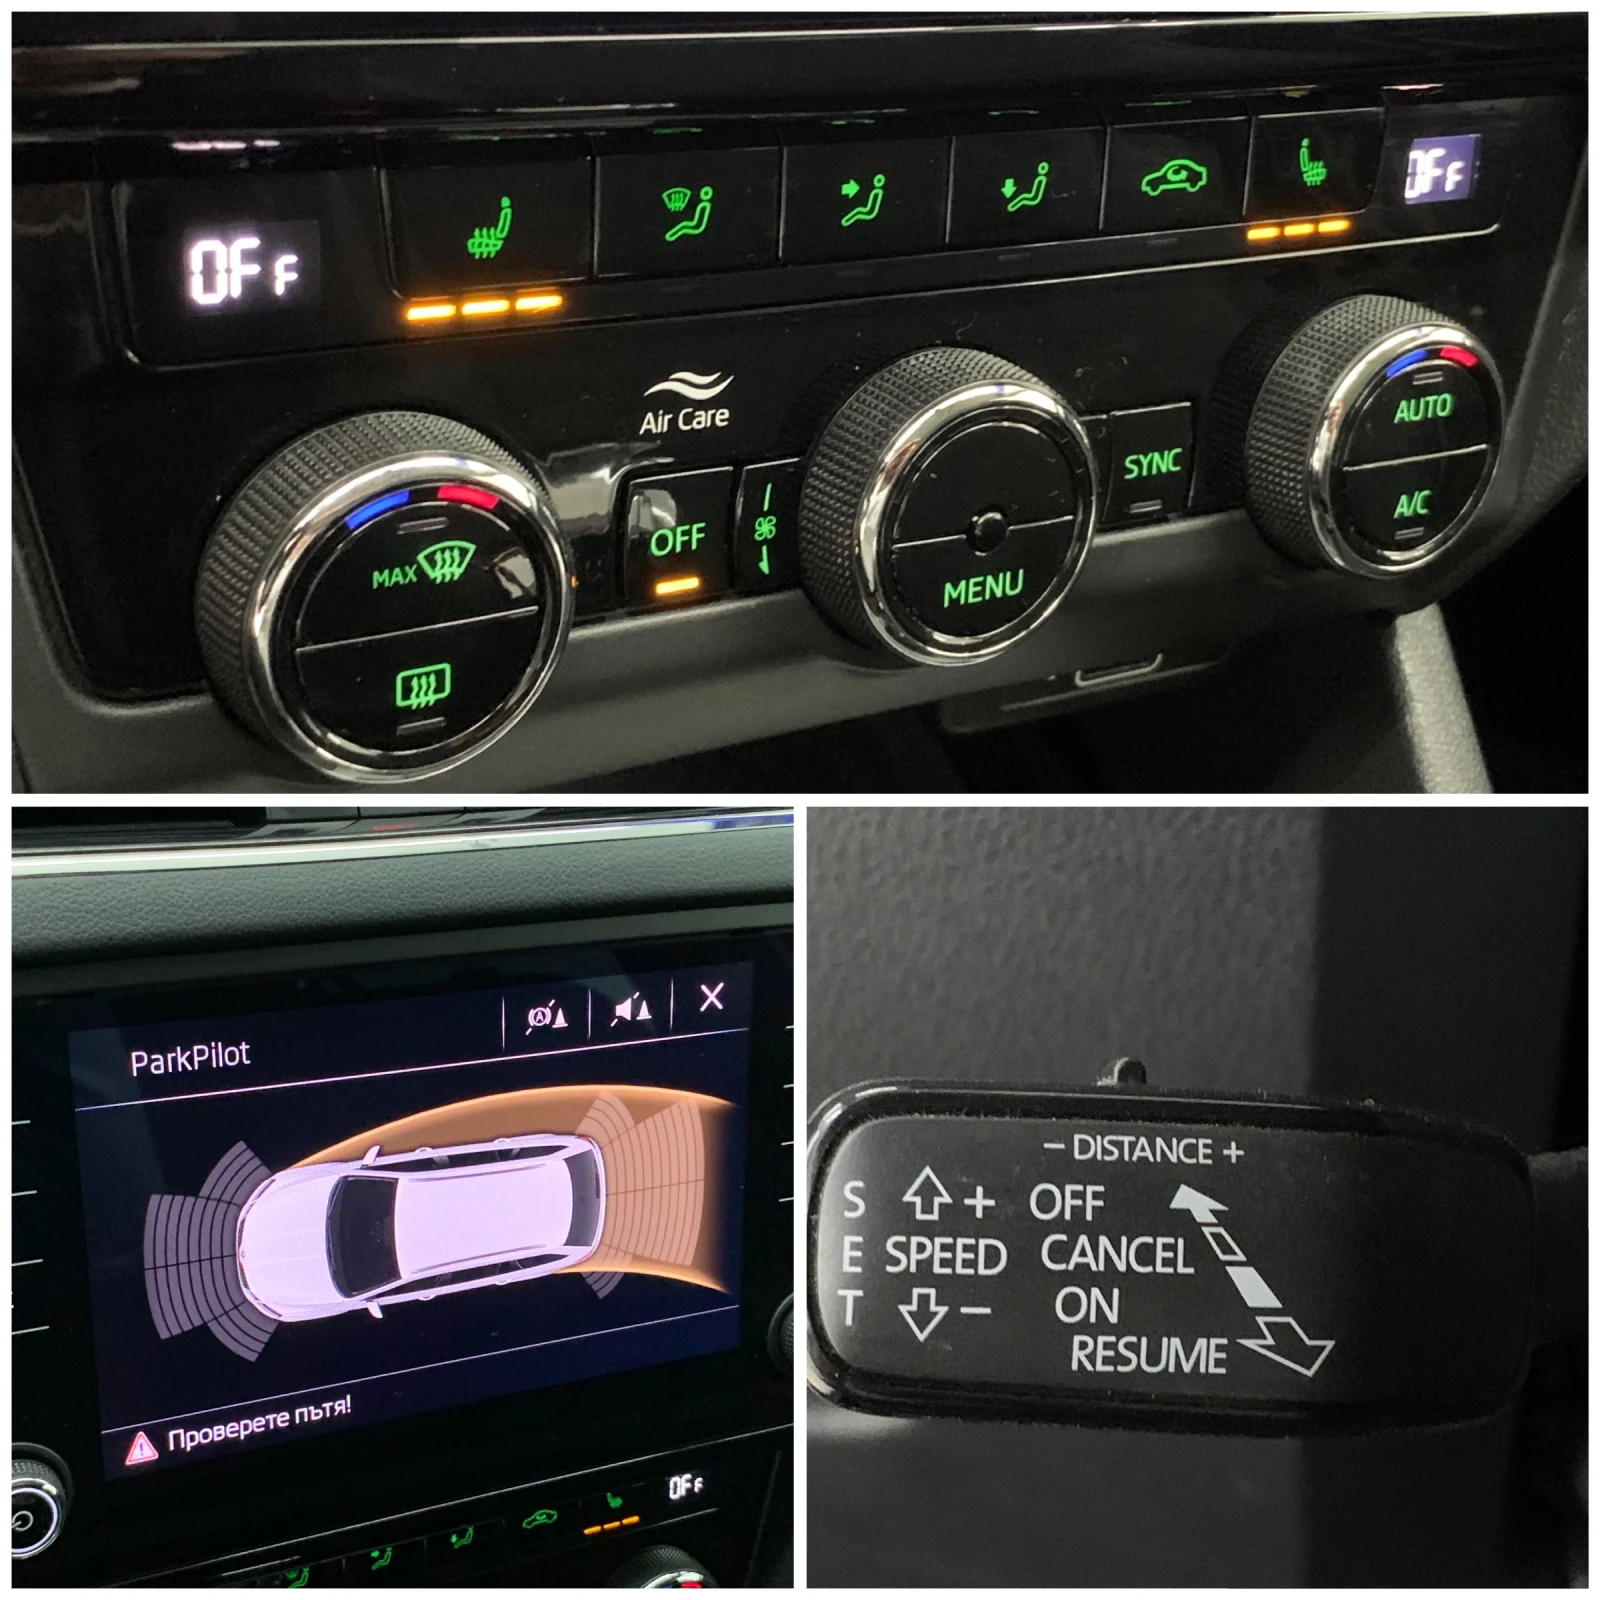 OFF
OFF
Air Care
MAX
OFF
MENU
SYNC
AUTO
A/C
ParkPilot
Проверете пътя!
OFF
– DISTANCE +
S + OFF
E SPEED CANCEL
T – ON
RESUME